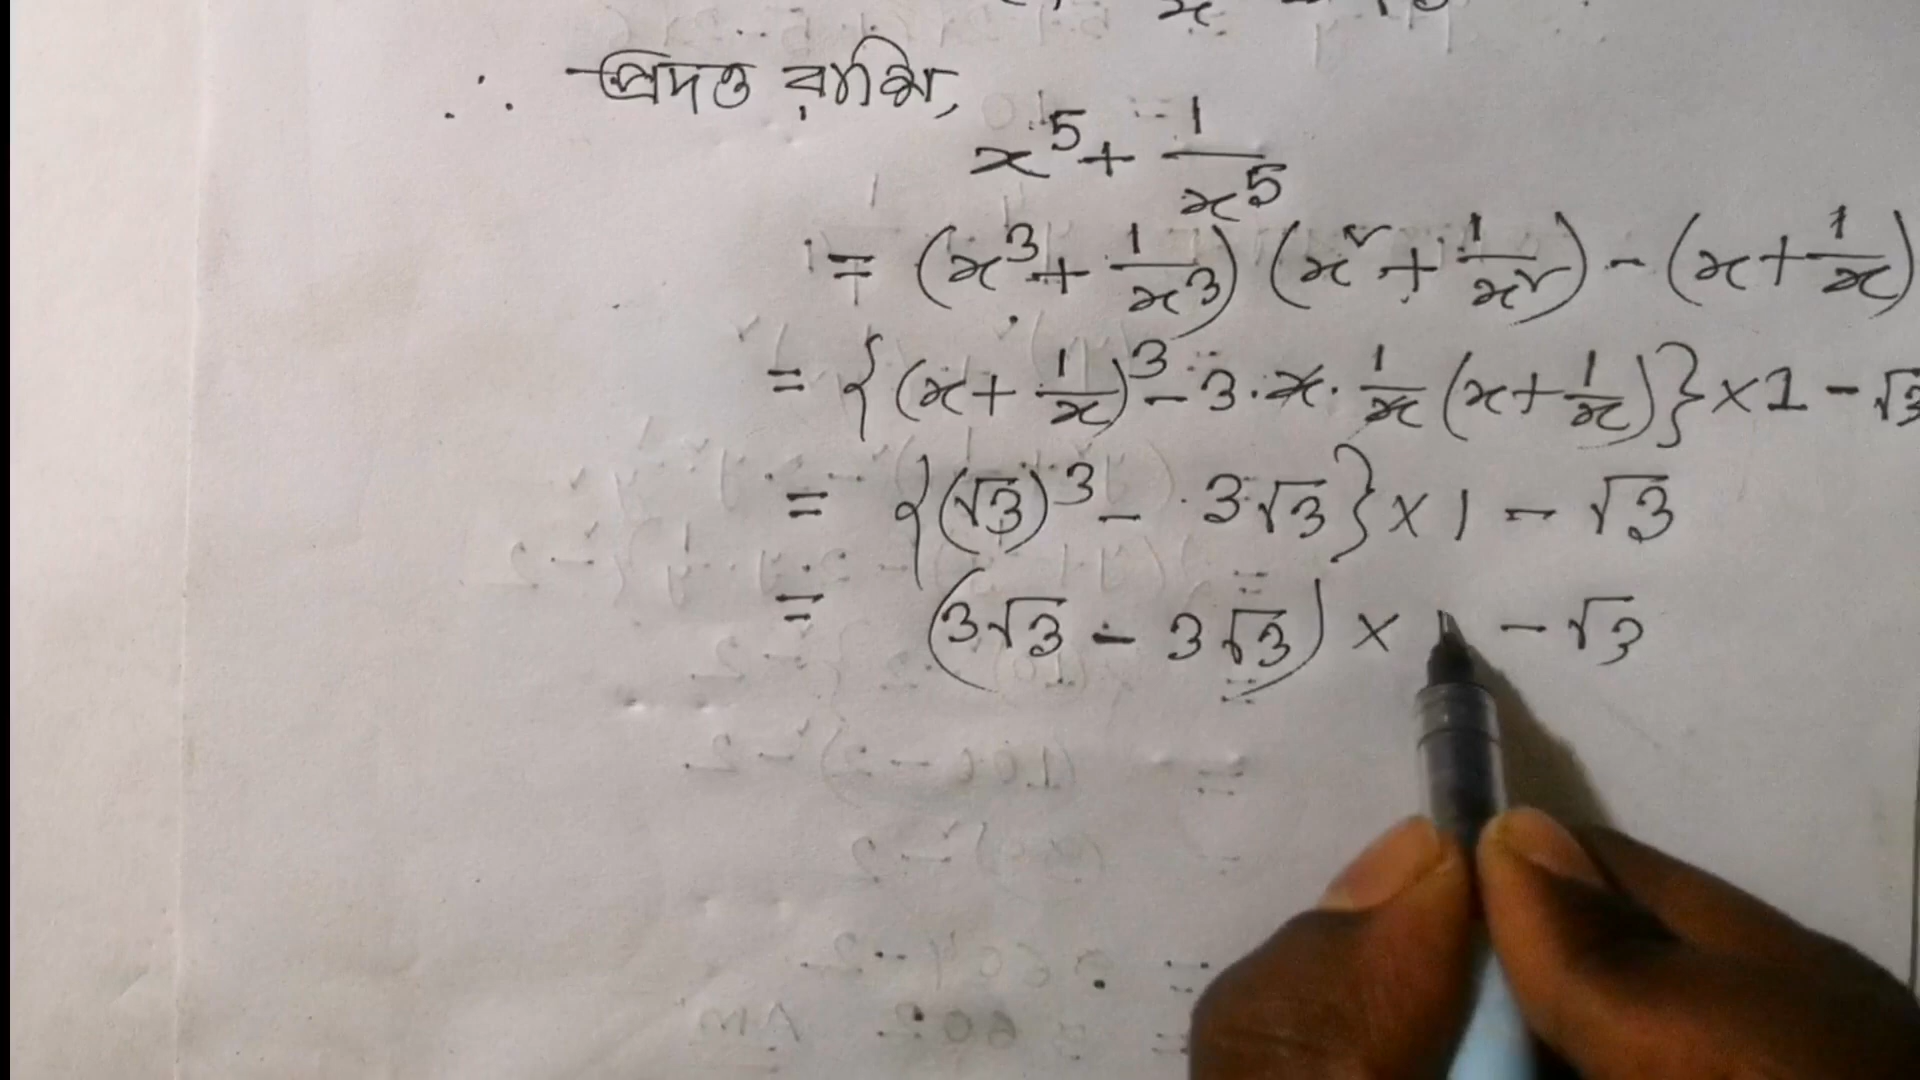 ∴ প্রদত্ত রাশি,
x⁵ + 1/x⁵
= (x³ + 1/x³) (x² + 1/x²) - (x + 1/x)
= {(x + 1/x)³ - 3·x· 1/x (x + 1/x)} × 1 - √3
= {(√3)³ - 3√3} × 1 - √3
= (3√3 - 3√3) × 1 - √3